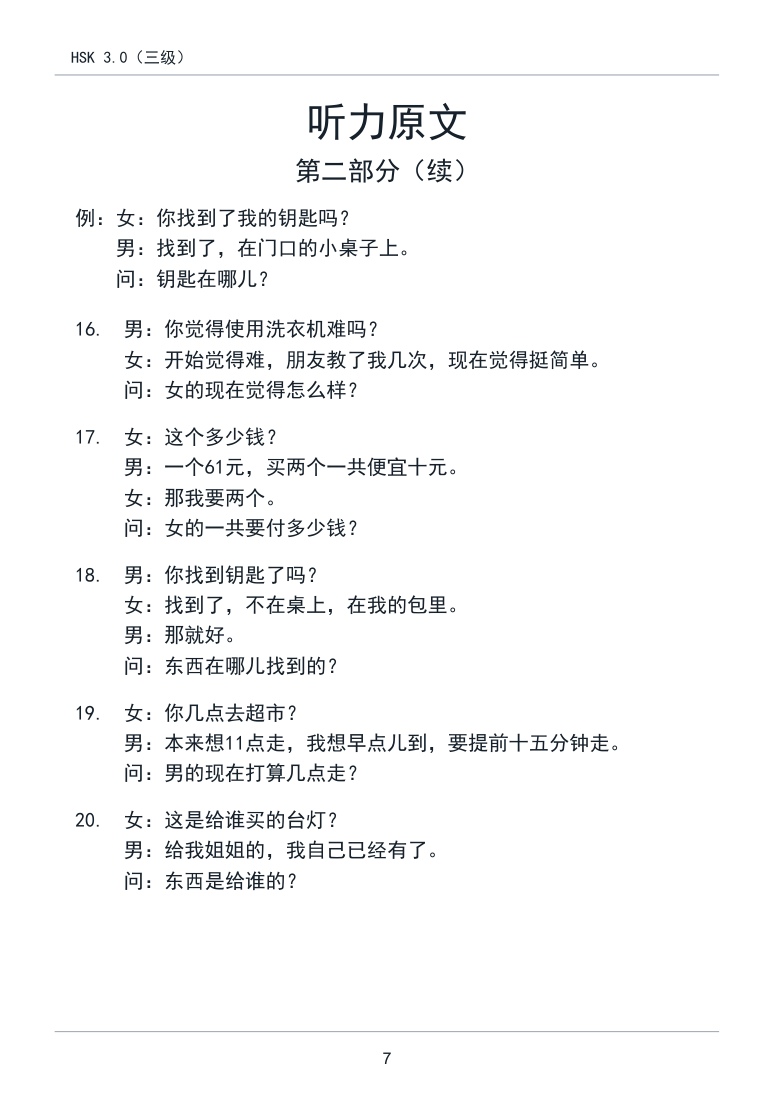 HSK 3.0（三级）
听力原文
第二部分（续）
例：女：你找到了我的钥匙吗？
男：找到了，在门口的小桌子上。
问：钥匙在哪儿？
16. 男：你觉得使用洗衣机难吗？
女：开始觉得难，朋友教了我几次，现在觉得挺简单。
问：女的现在觉得怎么样？
17. 女：这个多少钱？
男：一个61元，买两个一共便宜十元。
女：那我要两个。
问：女的一共要付多少钱？
18. 男：你找到钥匙了吗？
女：找到了，不在桌上，在我的包里。
男：那就好。
问：东西在哪儿找到的？
19. 女：你几点去超市？
男：本来想11点走，我想早点儿到，要提前十五分钟走。
问：男的现在打算几点走？
20. 女：这是给谁买的台灯？
男：给我姐姐的，我自己已经有了。
问：东西是给谁的？
7